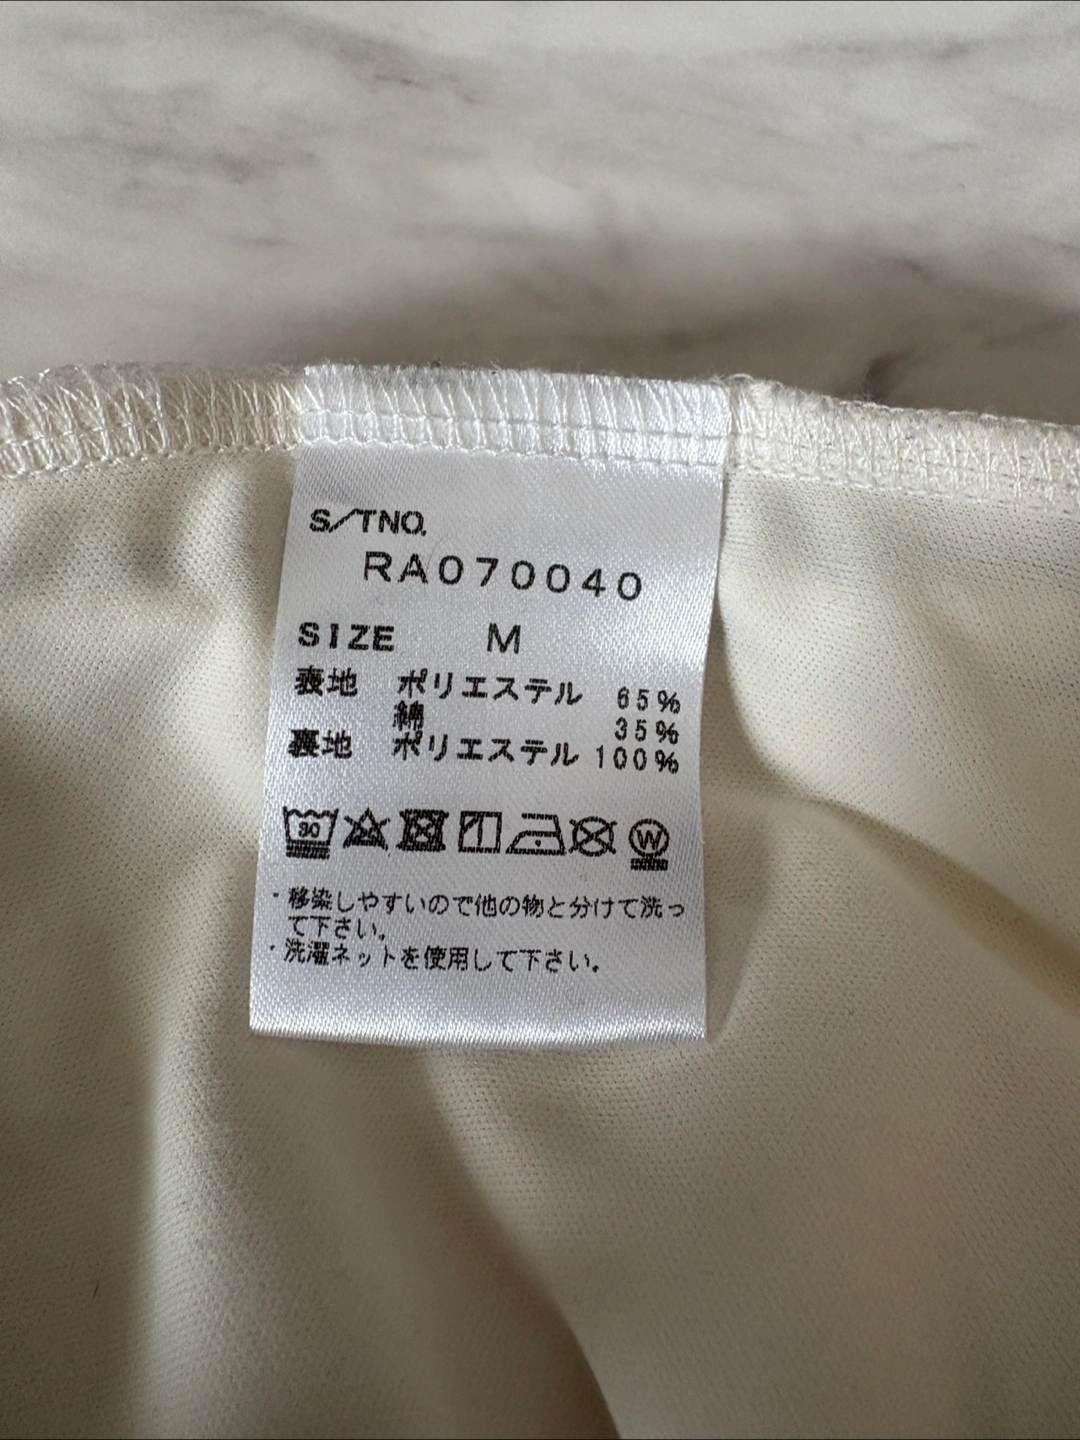 S/TNO.
RA070040
SIZE M
表地 ポリエステル 65%
綿 35%
裏地 ポリエステル 100%
30 W
・移染しやすいので他の物と分けて洗っ
て下さい。
・洗濯ネットを使用して下さい。